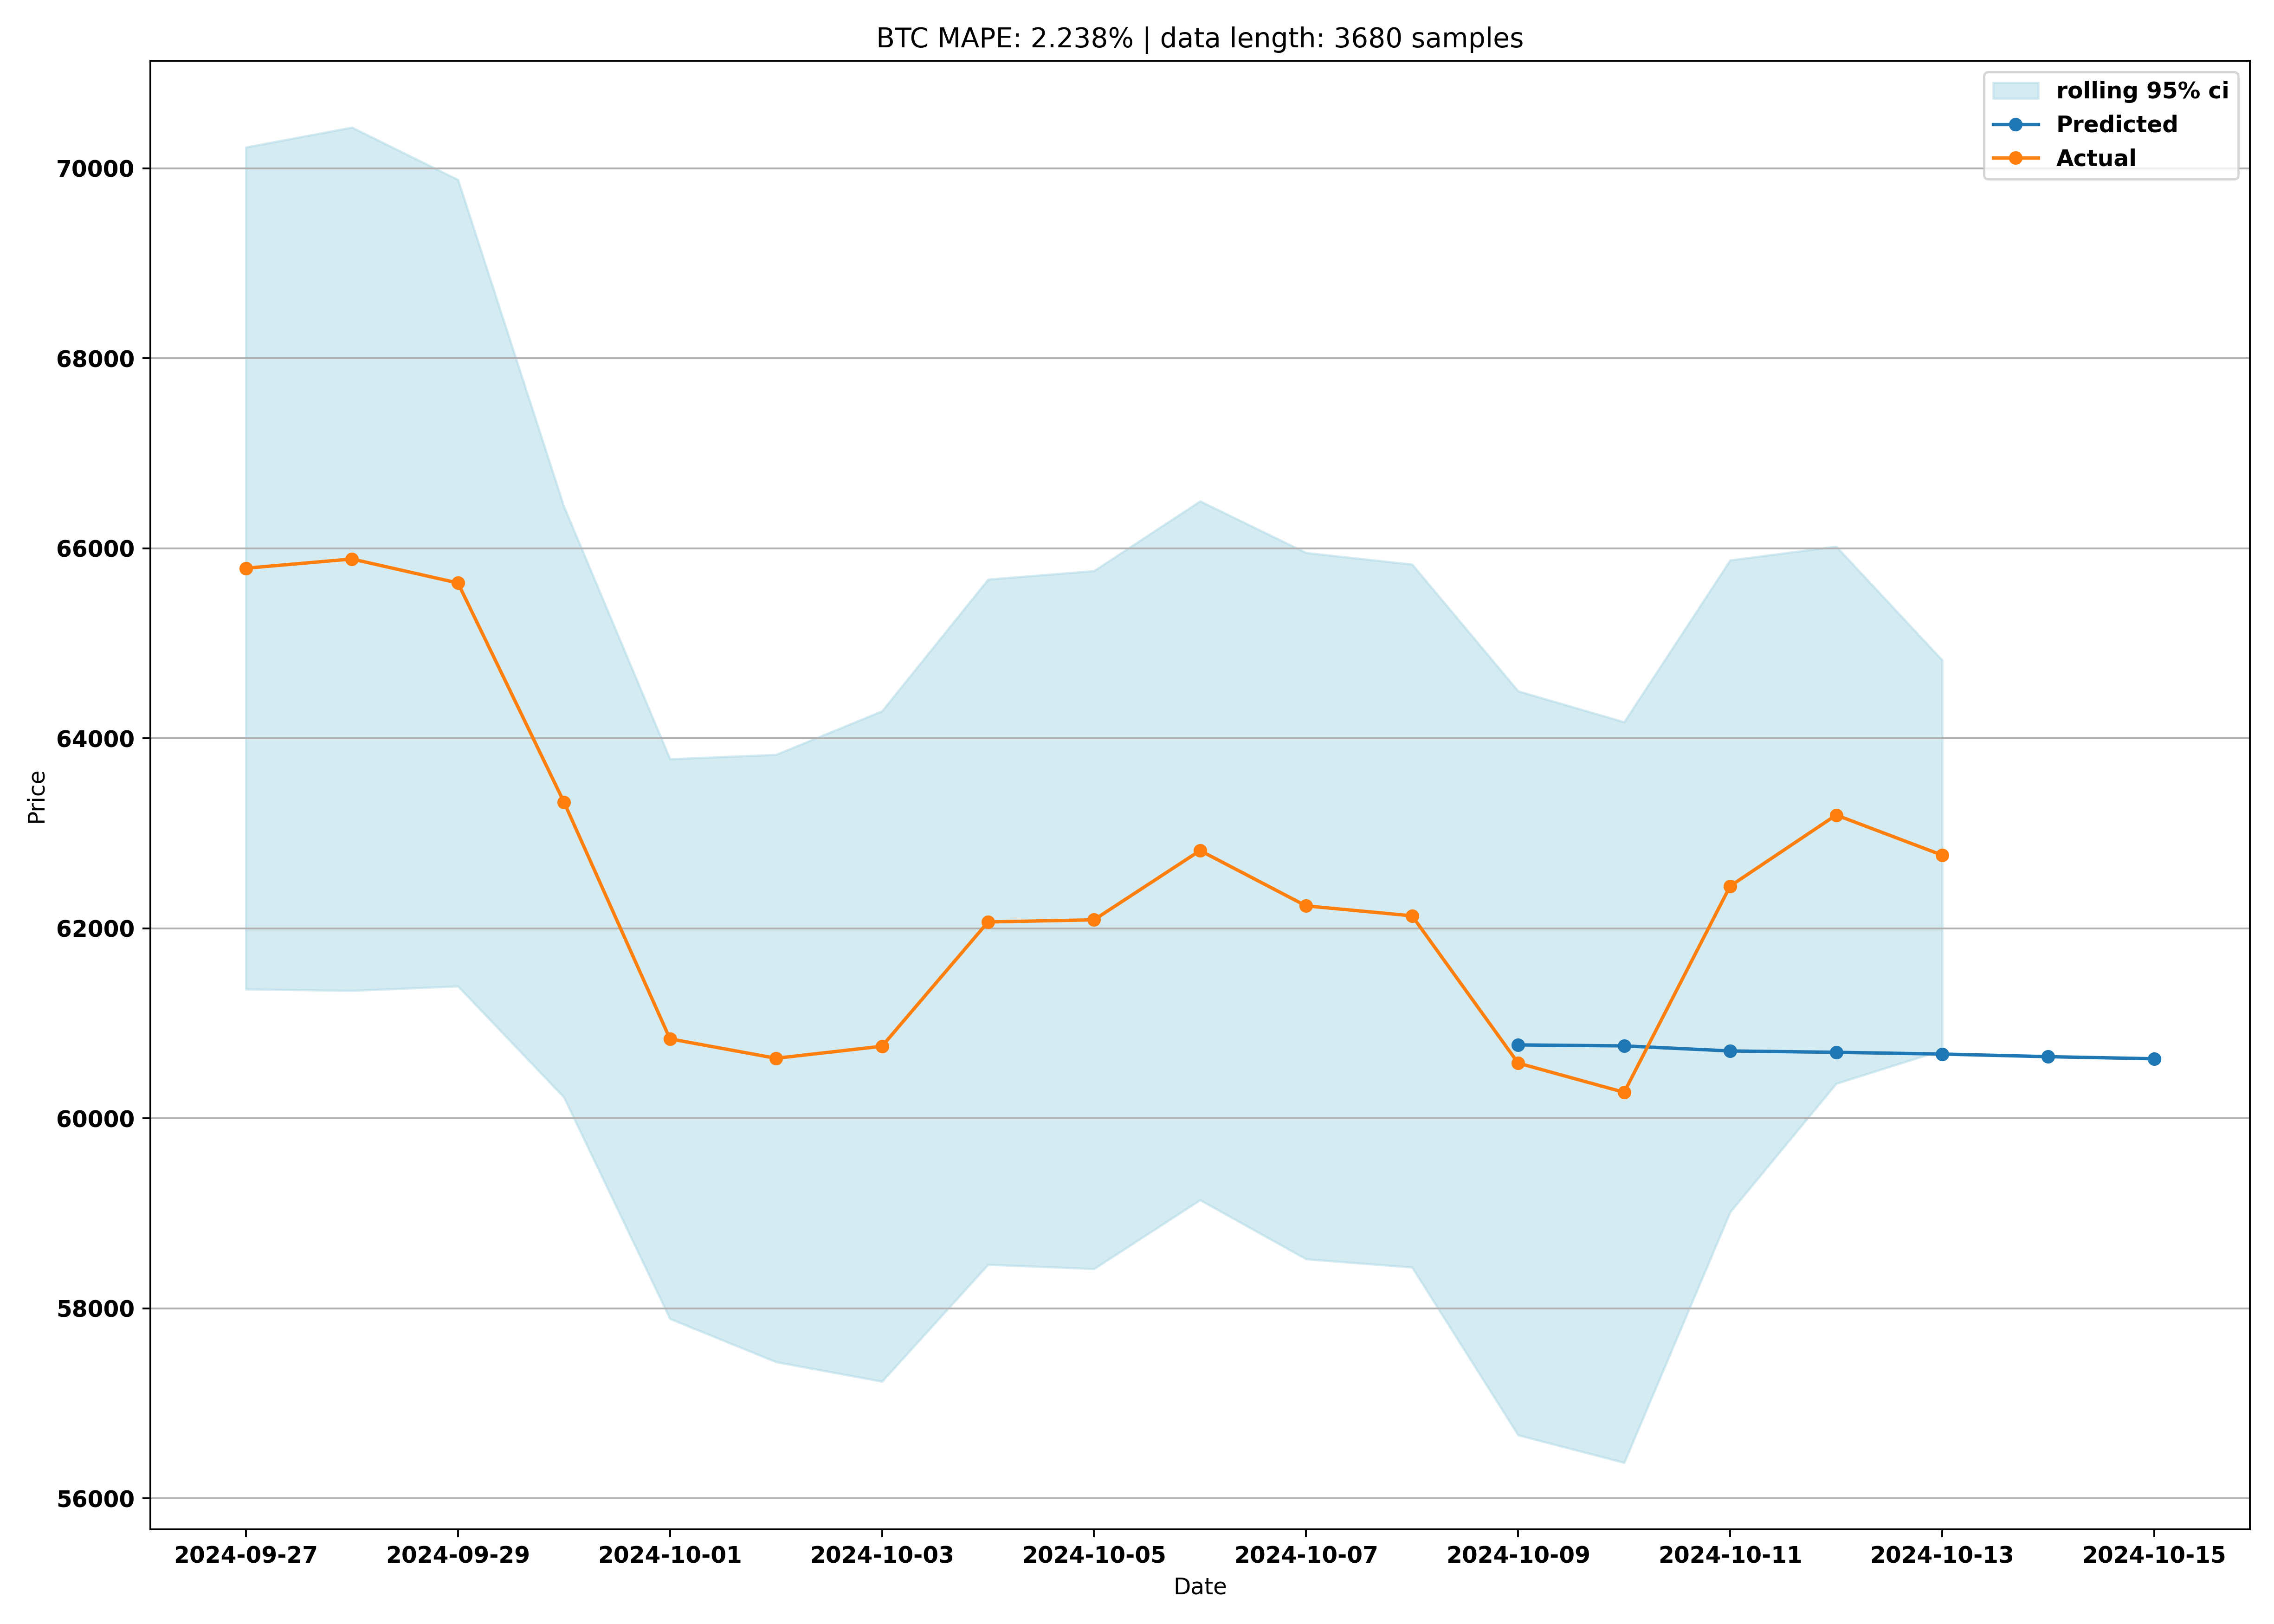 BTC MAPE: 2.238% | data length: 3680 samples
rolling 95% ci
Predicted
Actual
70000
68000
66000
64000
62000
60000
58000
56000
Price
2024-09-27 2024-09-29 2024-10-01 2024-10-03 2024-10-05 2024-10-07 2024-10-09 2024-10-11 2024-10-13 2024-10-15
Date